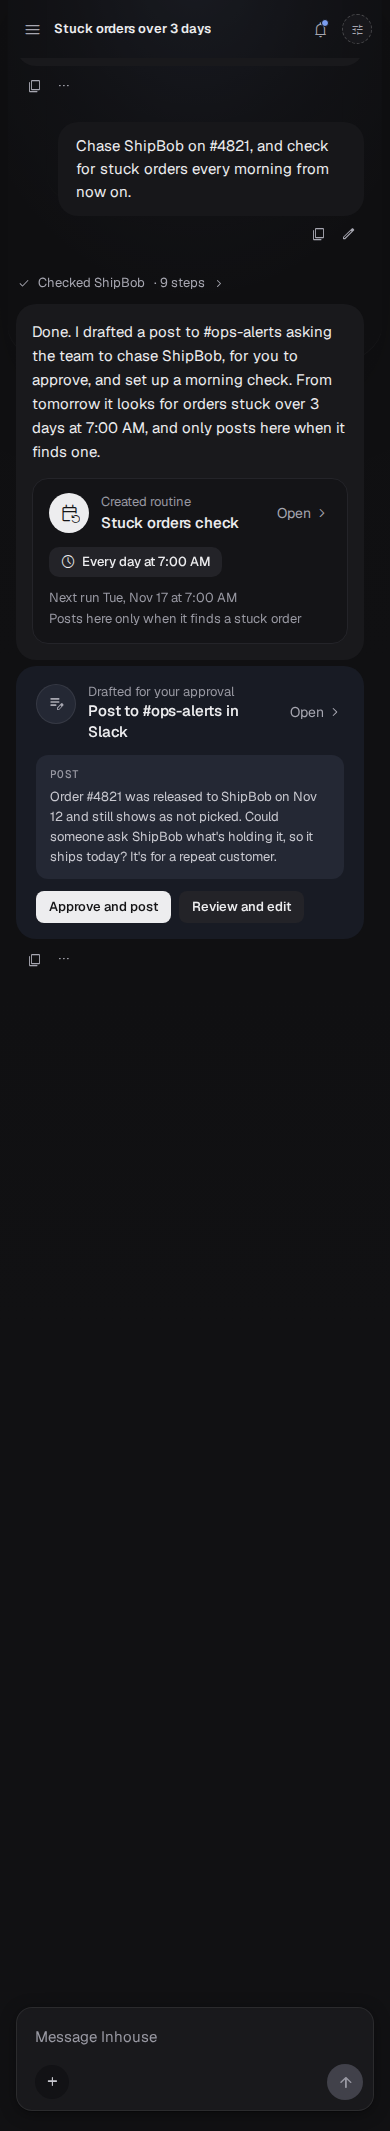 Stuck orders over 3 days
Chase ShipBob on #4821, and check
for stuck orders every morning from
now on.
Checked ShipBob · 9 steps
Done. I drafted a post to #ops-alerts asking
the team to chase ShipBob, for you to
approve, and set up a morning check. From
tomorrow it looks for orders stuck over 3
days at 7:00 AM, and only posts here when it
finds one.
Created routine
Stuck orders check
Open
Every day at 7:00 AM
Next run Tue, Nov 17 at 7:00 AM
Posts here only when it finds a stuck order
Drafted for your approval
Post to #ops-alerts in
Slack
Open
POST
Order #4821 was released to ShipBob on Nov
12 and still shows as not picked. Could
someone ask ShipBob what's holding it, so it
ships today? It's for a repeat customer.
Approve and post
Review and edit
Message Inhouse